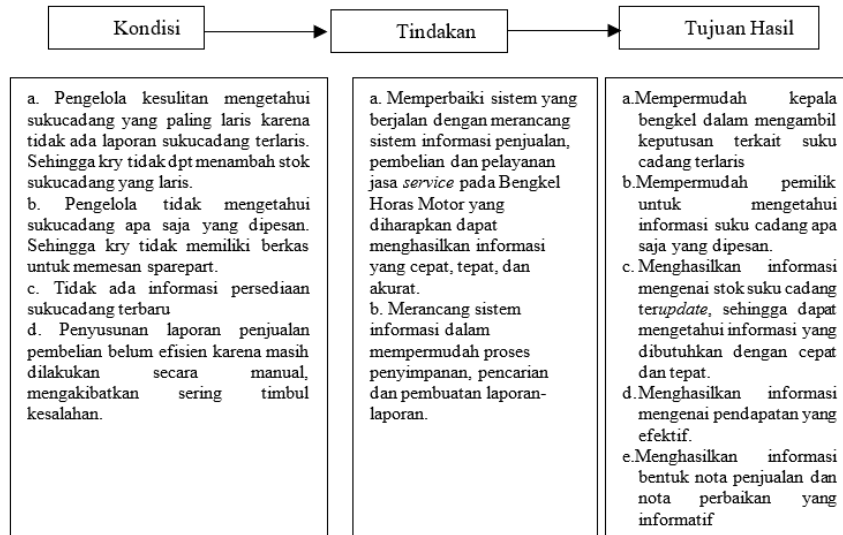 Kondisi
Tindakan
Tujuan Hasil
a. Pengelola kesulitan mengetahui
sukucadang yang paling laris karena
tidak ada laporan sukucadang terlaris.
Sehingga kry tidak dpt menambah stok
sukucadang yang laris.
b. Pengelola tidak mengetahui
sukucadang apa saja yang dipesan.
Sehingga kry tidak memiliki berkas
untuk memesan sparepart.
c. Tidak ada informasi persediaan
sukucadang terbaru
d. Penyusunan laporan penjualan
pembelian belum efisien karena masih
dilakukan secara manual,
mengakibatkan sering timbul
kesalahan.
a. Memperbaiki sistem yang
berjalan dengan merancang
sistem informasi penjualan,
pembelian dan pelayanan
jasa service pada Bengkel
Horas Motor yang
diharapkan dapat
menghasilkan informasi
yang cepat, tepat, dan
akurat.
b. Merancang sistem
informasi dalam
mempermudah proses
penyimpanan, pencarian
dan pembuatan laporan-
laporan.
a.Mempermudah kepala
bengkel dalam mengambil
keputusan terkait suku
cadang terlaris
b.Mempermudah pemilik
untuk mengetahui
informasi suku cadang apa
saja yang dipesan.
c. Menghasilkan informasi
mengenai stok suku cadang
terupdate, sehingga dapat
mengetahui informasi yang
dibutuhkan dengan cepat
dan tepat.
d.Menghasilkan informasi
mengenai pendapatan yang
efektif.
e.Menghasilkan informasi
bentuk nota penjualan dan
nota perbaikan yang
informatif